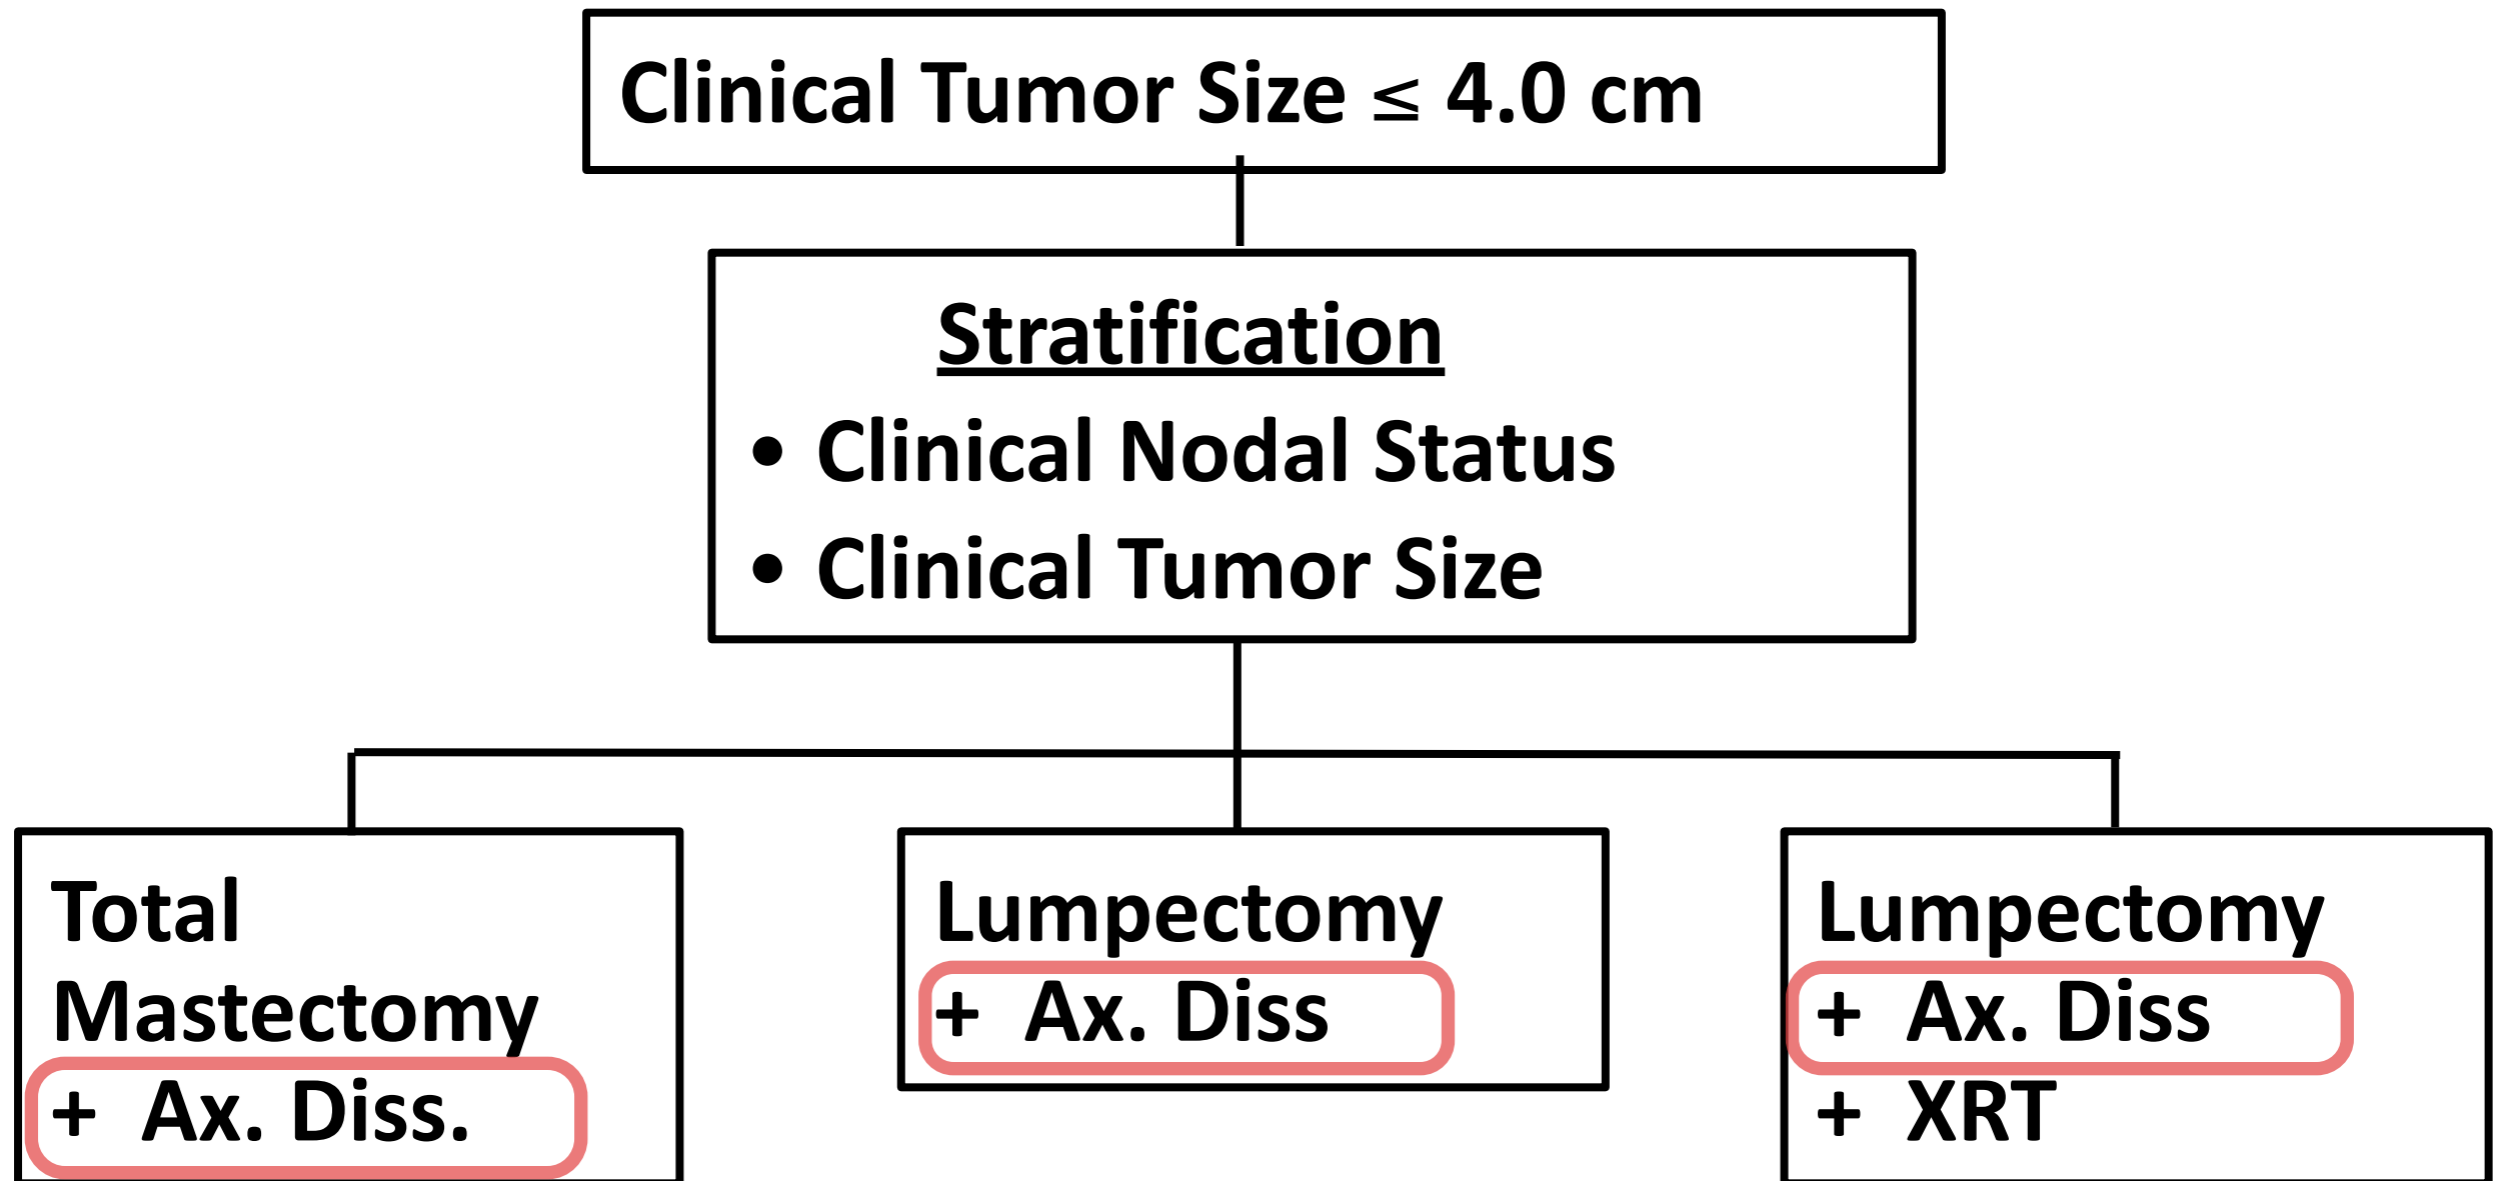 Clinical Tumor Size ≤ 4.0 cm
Stratification
• Clinical Nodal Status
• Clinical Tumor Size
Total
Mastectomy
+ Ax. Diss.
Lumpectomy
+ Ax. Diss
Lumpectomy
+ Ax. Diss
+ XRT